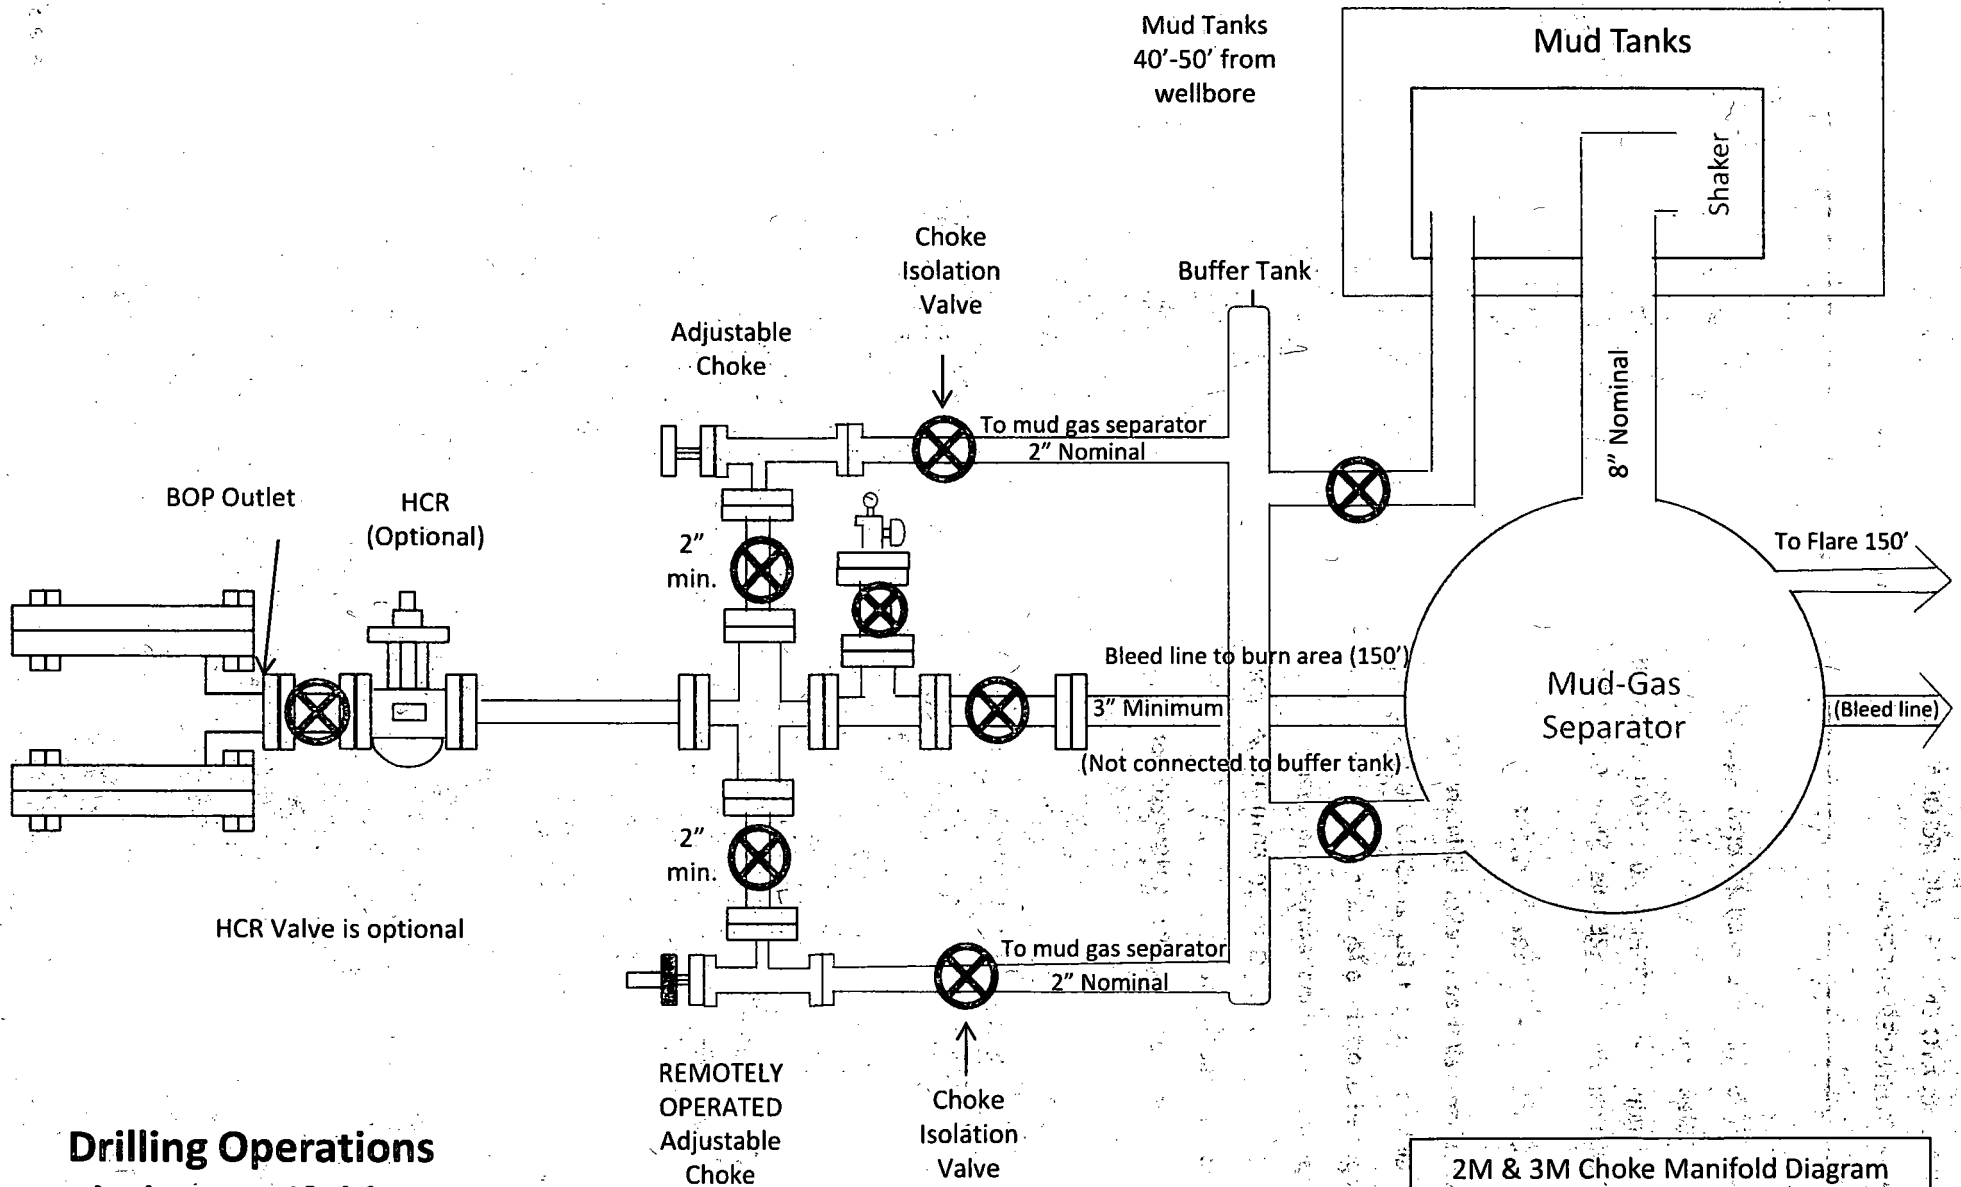 Mud Tanks
40'-50' from
wellbore
Mud Tanks
Shaker
Choke
Isolation
Valve
Buffer Tank
Adjustable
Choke
8" Nominal
To mud gas separator
2" Nominal
BOP Outlet
HCR
(Optional)
2"
min.
To Flare 150'
Bleed line to burn area (150')
3" Minimum
(Not connected to buffer tank)
Mud-Gas
Separator
(Bleed line)
2"
min.
HCR Valve is optional
To mud gas separator
2" Nominal
REMOTELY
OPERATED
Adjustable
Choke
Choke
Isolation
Valve
Drilling Operations
2M & 3M Choke Manifold Diagram